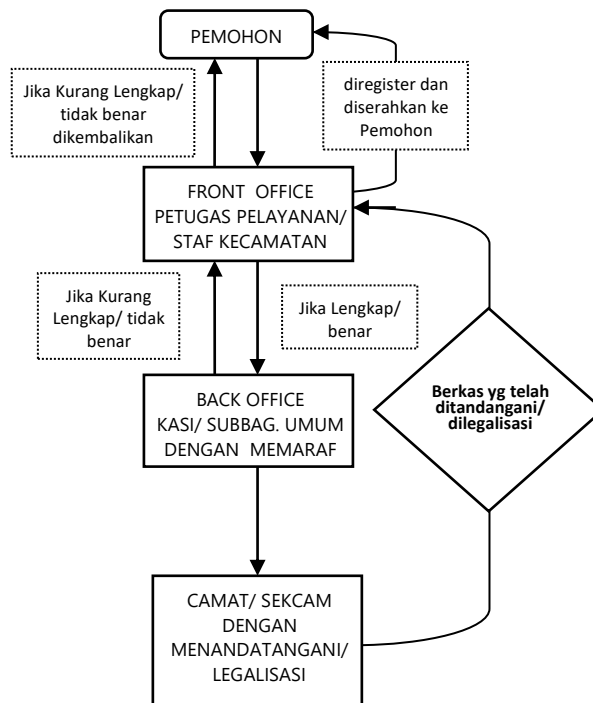 PEMOHON
Jika Kurang Lengkap/
tidak benar
dikembalikan
diregister dan
diserahkan ke
Pemohon
FRONT OFFICE
PETUGAS PELAYANAN/
STAF KECAMATAN
Jika Kurang
Lengkap/ tidak
benar
Jika Lengkap/
benar
BACK OFFICE
KASI/ SUBBAG. UMUM
DENGAN MEMARAF
Berkas yg telah
ditandangani/
dilegalisasi
CAMAT/ SEKCAM
DENGAN
MENANDATANGANI/
LEGALISASI